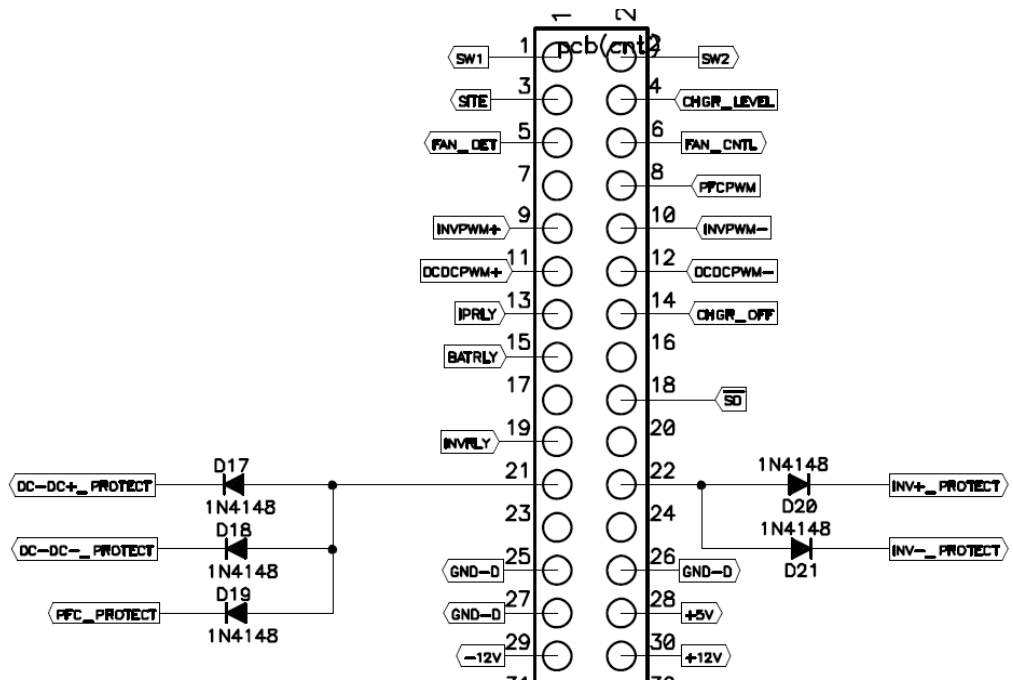 1 2
pcb(cnt)
SW1 1 2 SW2
SITE 3 4 CHGR_LEVEL
FAN_DET 5 6 FAN_CNTL
7 8 PFCPWM
INVPWM+ 9 10 INVPWM-
DCDCPWM+ 11 12 DCDCPWM-
IPRLY 13 14 CHGR_OFF
BATRLY 15 16
17 18 SD
INVRLY 19 20
D17 21 22 1N4148
DC-DC+_PROTECT INV+_PROTECT
1N4148 D20
D18 23 24 1N4148
DC-DC-_PROTECT INV-_PROTECT
1N4148 D21
GND-D 25 26 GND-D
D19
PFC_PROTECT GND-D 27 28 +5V
1N4148
-12V 29 30 +12V